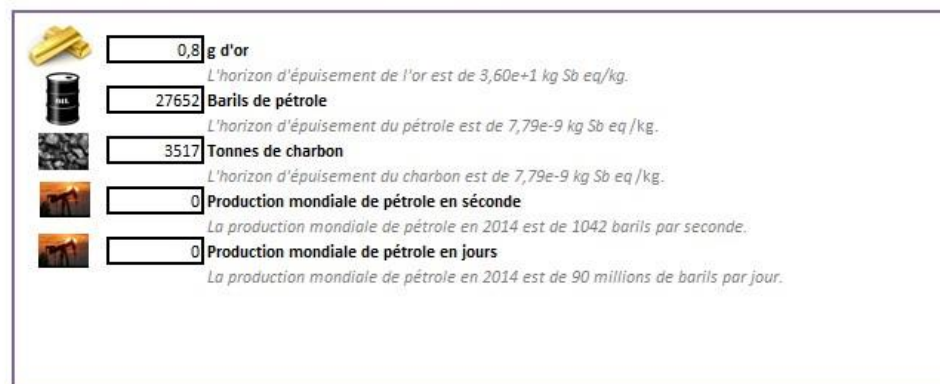 0,8 g d'or
L'horizon d'épuisement de l'or est de 3,60e+1 kg Sb eq/kg.
OIL
27652 Barils de pétrole
L'horizon d'épuisement du pétrole est de 7,79e-9 kg Sb eq /kg.
3517 Tonnes de charbon
L'horizon d'épuisement du charbon est de 7,79e-9 kg Sb eq /kg.
0 Production mondiale de pétrole en séconde
La production mondiale de pétrole en 2014 est de 1042 barils par seconde.
0 Production mondiale de pétrole en jours
La production mondiale de pétrole en 2014 est de 90 millions de barils par jour.